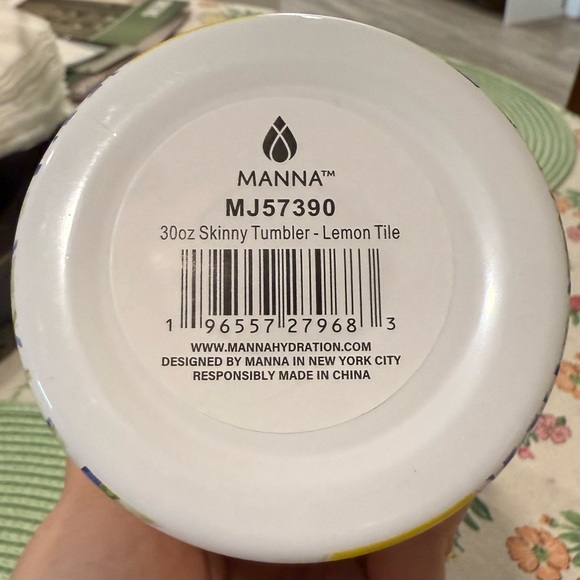 MANNA™
MJ57390
30oz Skinny Tumbler - Lemon Tile
1 96557 27968 3
WWW.MANNAHYDRATION.COM
DESIGNED BY MANNA IN NEW YORK CITY
RESPONSIBLY MADE IN CHINA